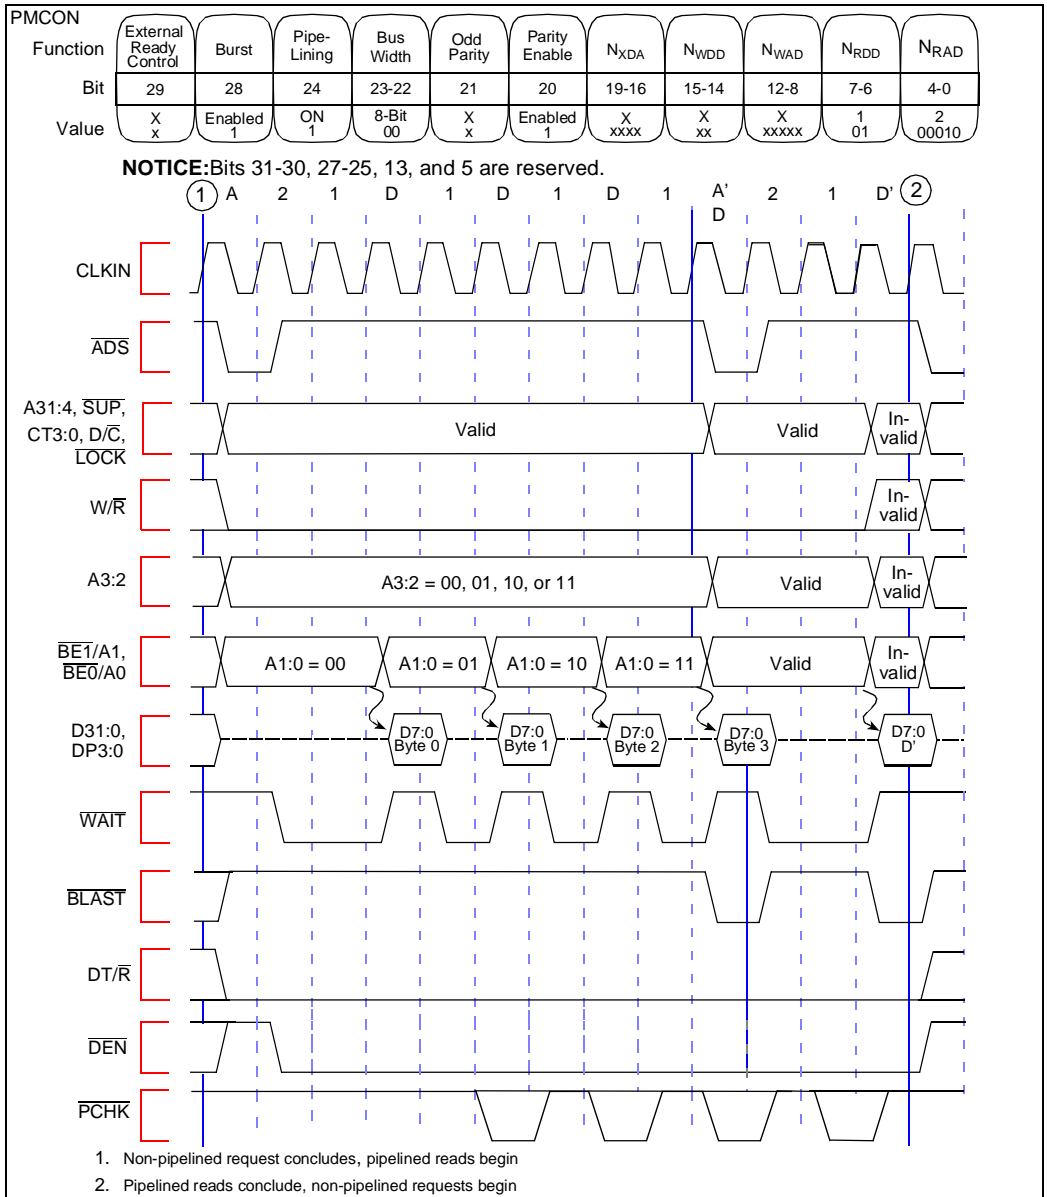 PMCON
Function External Ready Control Burst Pipe-Lining Bus Width Odd Parity Parity Enable NXDA NWDD NWAD NRDD NRAD
Bit 29 28 24 23-22 21 20 19-16 15-14 12-8 7-6 4-0
Value X x Enabled 1 ON 1 8-Bit 00 X x Enabled 1 X xxxx X xx X xxxxx 1 01 2 00010
NOTICE:Bits 31-30, 27-25, 13, and 5 are reserved.
1 A 2 1 D 1 D 1 D 1 A' 2 1 D' 2
D
CLKIN
ADS
A31:4, SUP,
CT3:0, D/C,
LOCK
Valid Valid In-valid
W/R In-valid
A3:2 A3:2 = 00, 01, 10, or 11 Valid In-valid
BE1/A1,
BE0/A0
A1:0 = 00 A1:0 = 01 A1:0 = 10 A1:0 = 11 Valid In-valid
D31:0,
DP3:0
D7:0 Byte 0 D7:0 Byte 1 D7:0 Byte 2 D7:0 Byte 3 D7:0 D'
WAIT
BLAST
DT/R
DEN
PCHK
1. Non-pipelined request concludes, pipelined reads begin
2. Pipelined reads conclude, non-pipelined requests begin